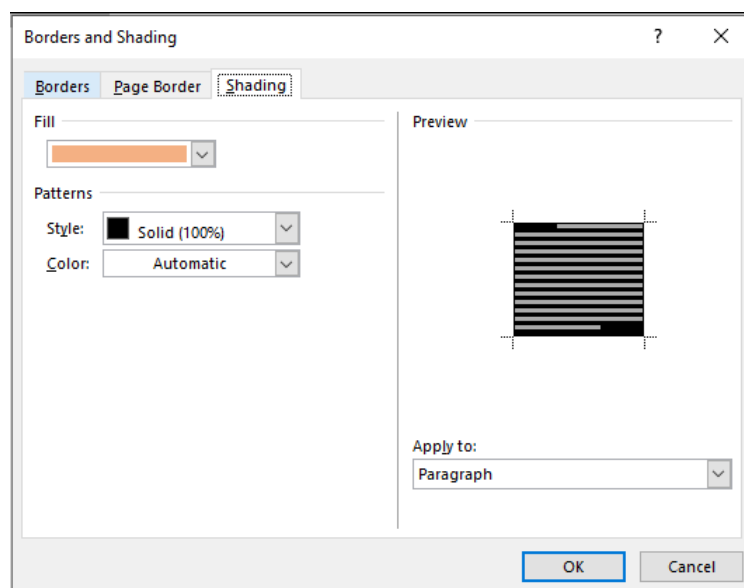 Borders and Shading ?
Borders Page Border Shading
Fill
Patterns
Style: Solid (100%)
Color: Automatic
Preview
Apply to:
Paragraph
OK Cancel